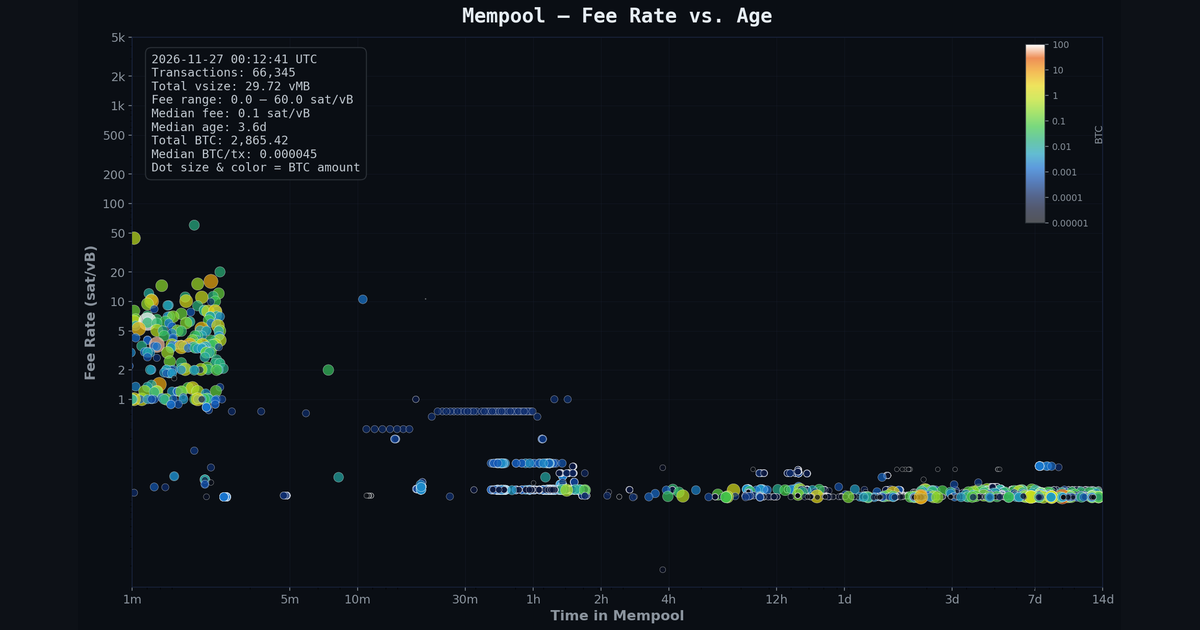 Mempool — Fee Rate vs. Age
2026-11-27 00:12:41 UTC
Transactions: 66,345
Total vsize: 29.72 vMB
Fee range: 0.0 — 60.0 sat/vB
Median fee: 0.1 sat/vB
Median age: 3.6d
Total BTC: 2,865.42
Median BTC/tx: 0.000045
Dot size & color = BTC amount
5k
2k
1k
500
200
100
50
20
10
5
2
1
Fee Rate (sat/vB)
100
10
1
0.1
0.01
0.001
0.0001
0.00001
BTC
1m
5m
10m
30m
1h
2h
4h
12h
1d
3d
7d
14d
Time in Mempool